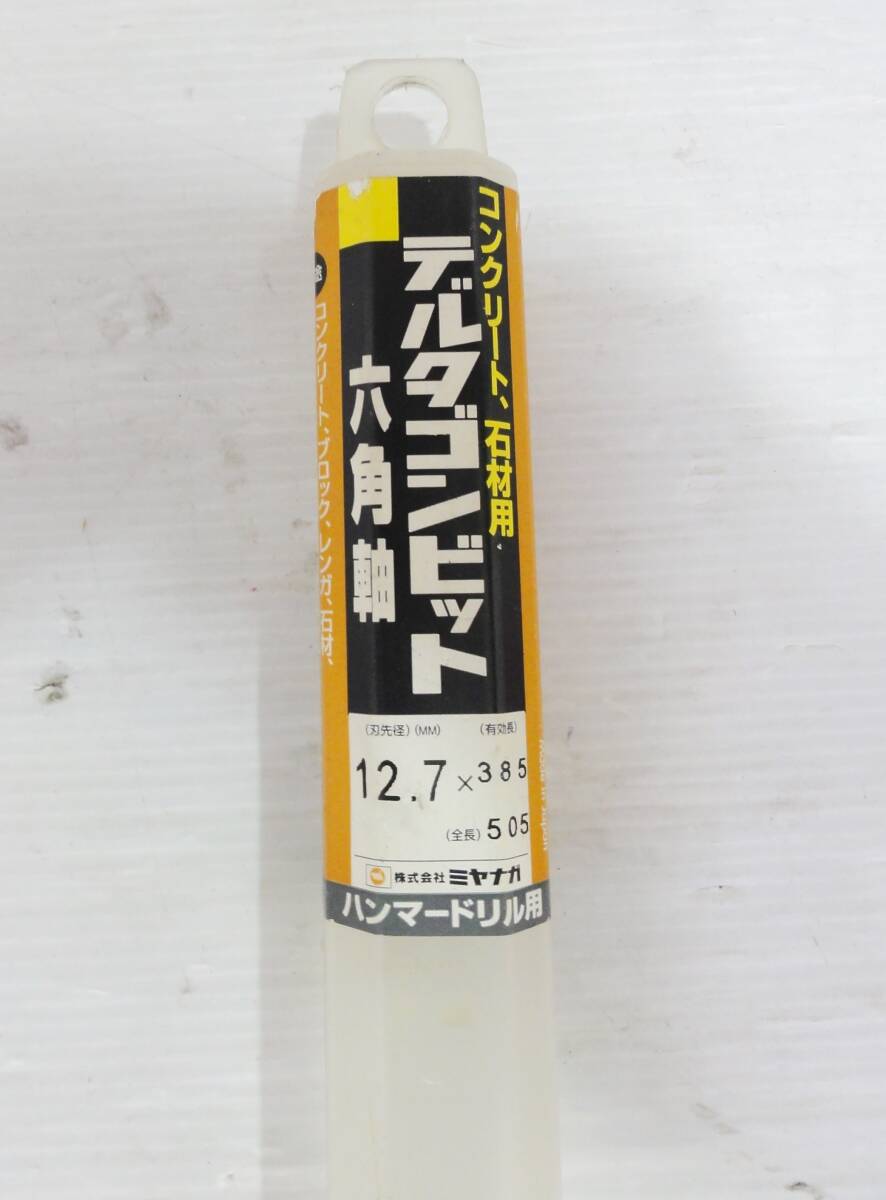 コンクリート、石材用
デルタゴンビット
六角軸
途
コンクリート、ブロック、レンガ、石材、
(刃先径) (MM) (有効長)
12.7 × 385
(全長) 505
株式会社 ミヤナガ
ハンマードリル用
Made in Japan